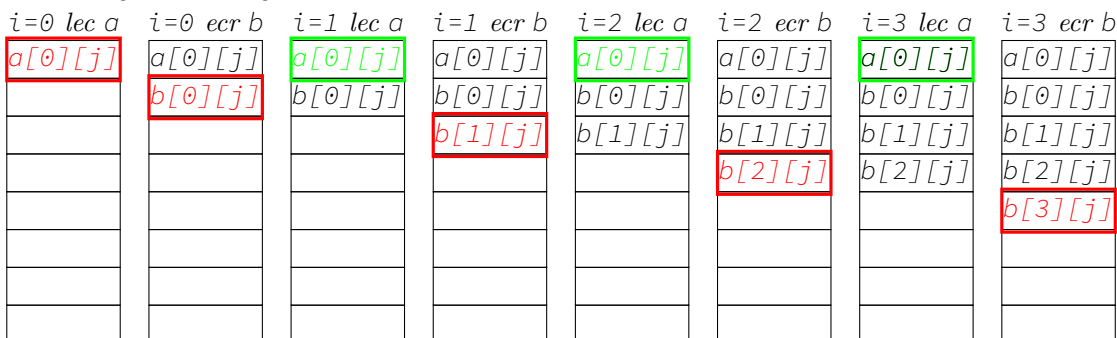 i=0 lec a i=0 ecr b i=1 lec a i=1 ecr b i=2 lec a i=2 ecr b i=3 lec a i=3 ecr b
a[0][j] a[0][j] a[0][j] a[0][j] a[0][j] a[0][j] a[0][j] a[0][j]
b[0][j] b[0][j] b[0][j] b[0][j] b[0][j] b[0][j] b[0][j]
b[1][j] b[1][j] b[1][j] b[1][j] b[1][j]
b[2][j] b[2][j] b[2][j]
b[3][j]